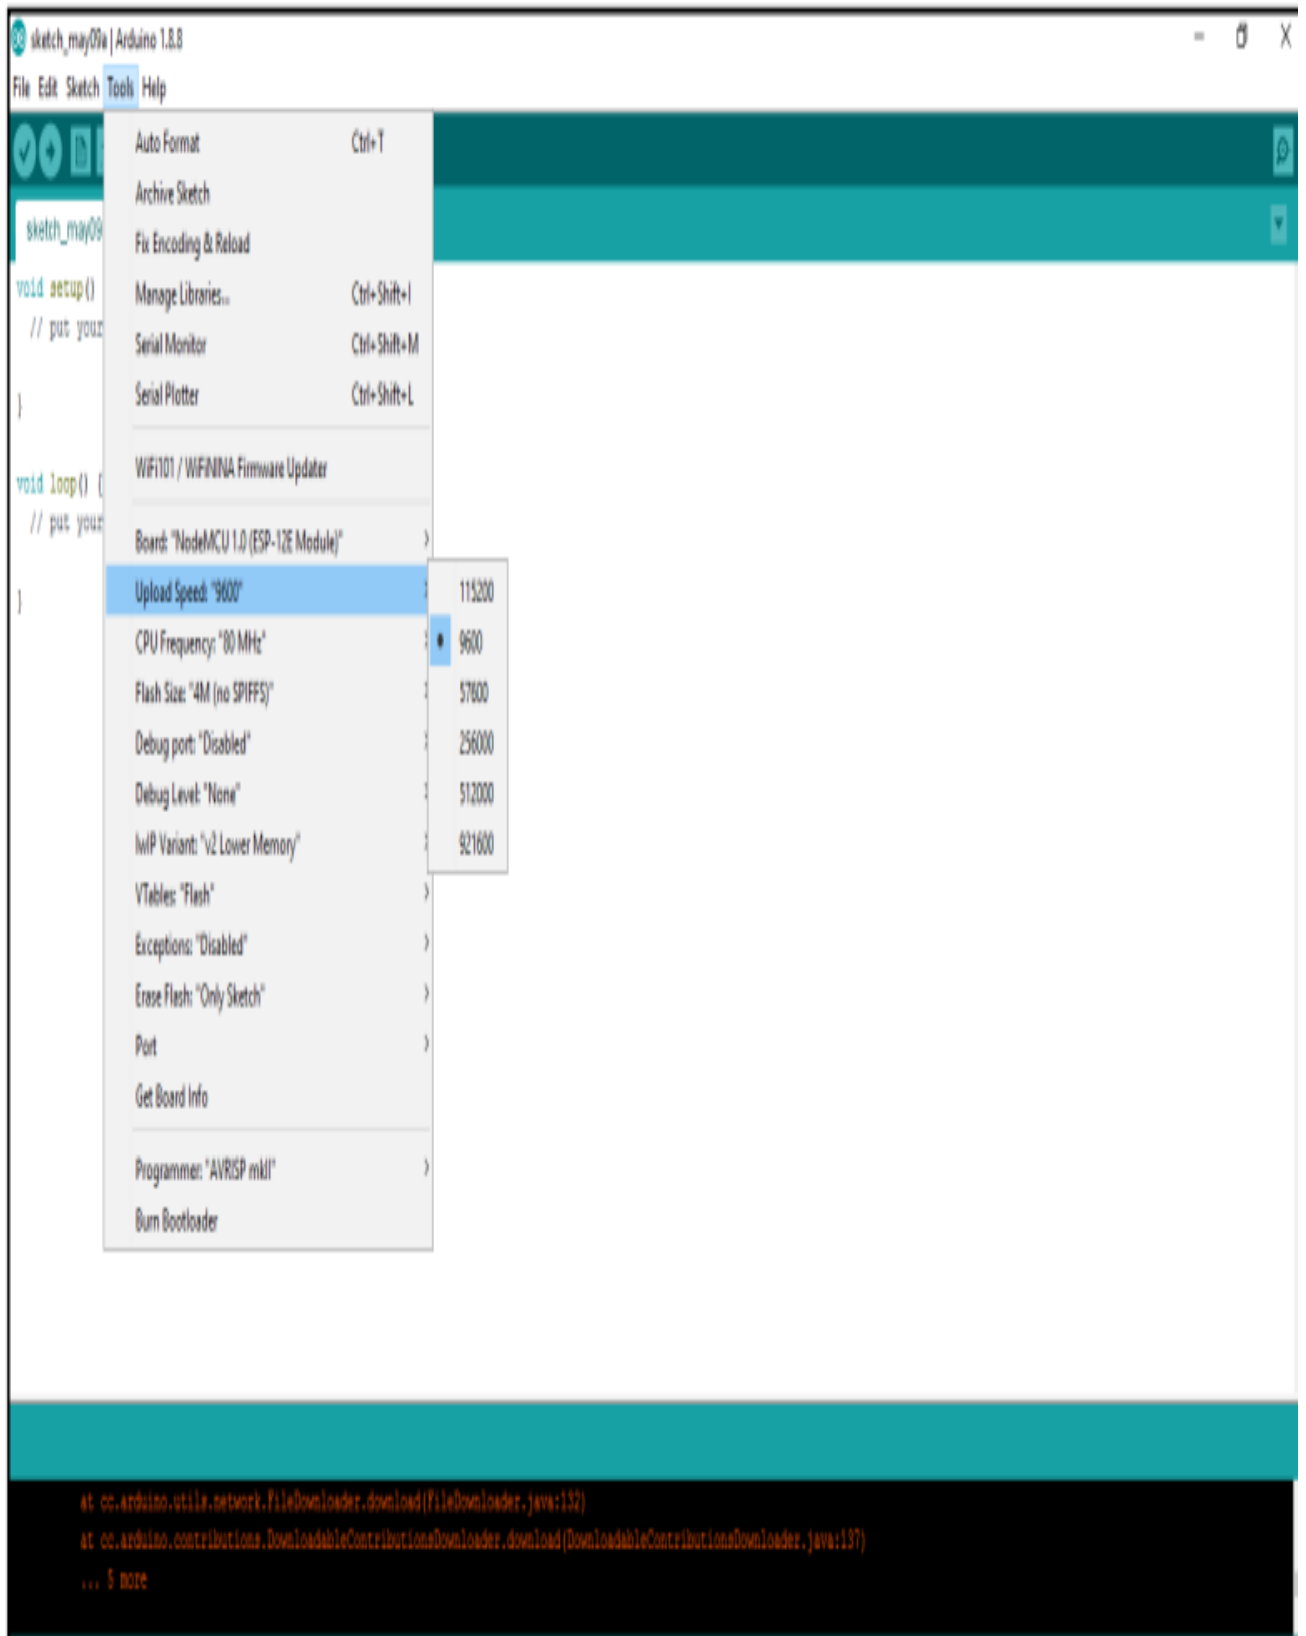 sketch_may09a | Arduino 1.8.8
File Edit Sketch Tools Help
sketch_may09
void setup()
// put your
}
void loop() {
// put your
}
Auto Format Ctrl+T
Archive Sketch
Fix Encoding & Reload
Manage Libraries... Ctrl+Shift+I
Serial Monitor Ctrl+Shift+M
Serial Plotter Ctrl+Shift+L
WiFi101 / WiFiNINA Firmware Updater
Board: "NodeMCU 1.0 (ESP-12E Module)"
Upload Speed: "9600"
CPU Frequency: "80 MHz"
Flash Size: "4M (no SPIFFS)"
Debug port: "Disabled"
Debug Level: "None"
lwIP Variant: "v2 Lower Memory"
VTables: "Flash"
Exceptions: "Disabled"
Erase Flash: "Only Sketch"
Port
Get Board Info
Programmer: "AVRISP mkII"
Burn Bootloader
115200
9600
57600
256000
512000
921600
at cc.arduino.utils.network.FileDownloader.download(FileDownloader.java:132)
at cc.arduino.contributions.DownloadableContributionsDownloader.download(DownloadableContributionsDownloader.java:137)
... 5 more